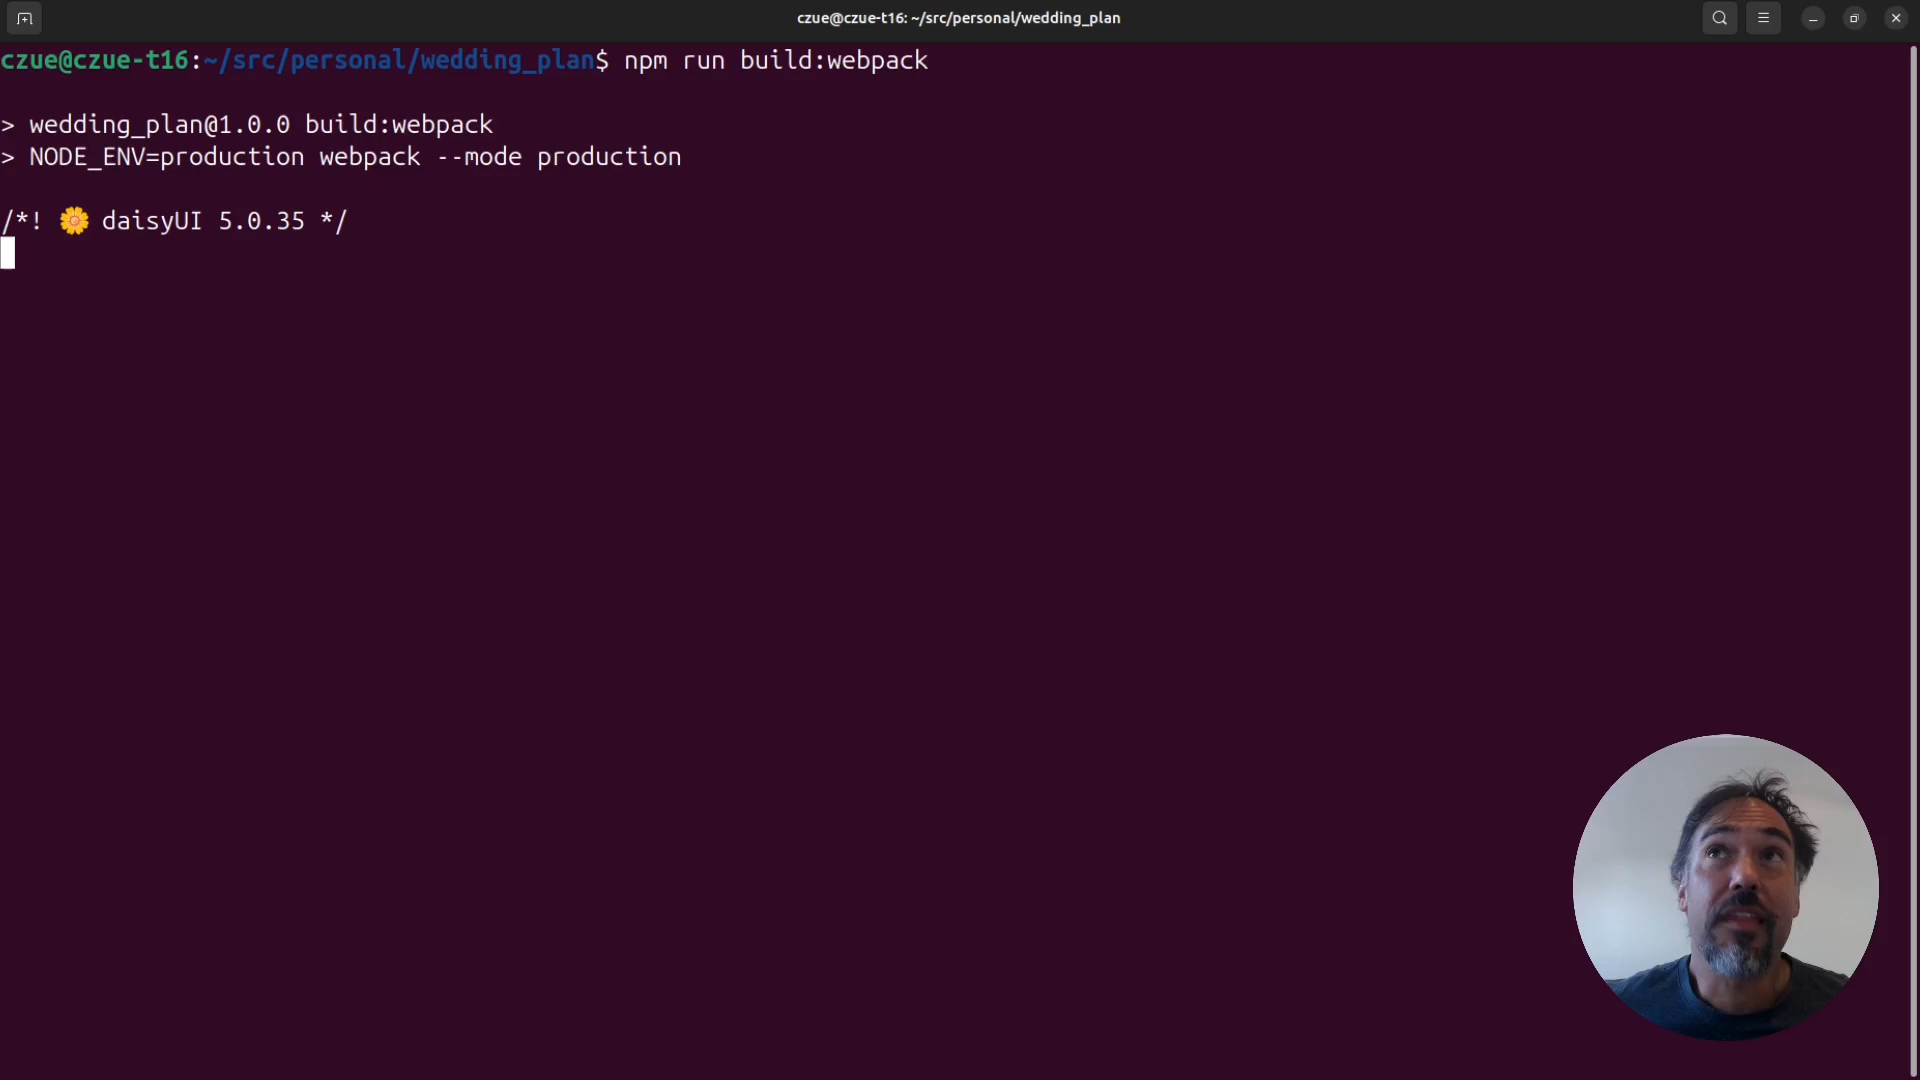 czue@czue-t16: ~/src/personal/wedding_plan
czue@czue-t16:~/src/personal/wedding_plan$ npm run build:webpack
> wedding_plan@1.0.0 build:webpack
> NODE_ENV=production webpack --mode production
/*! 🌼 daisyUI 5.0.35 */